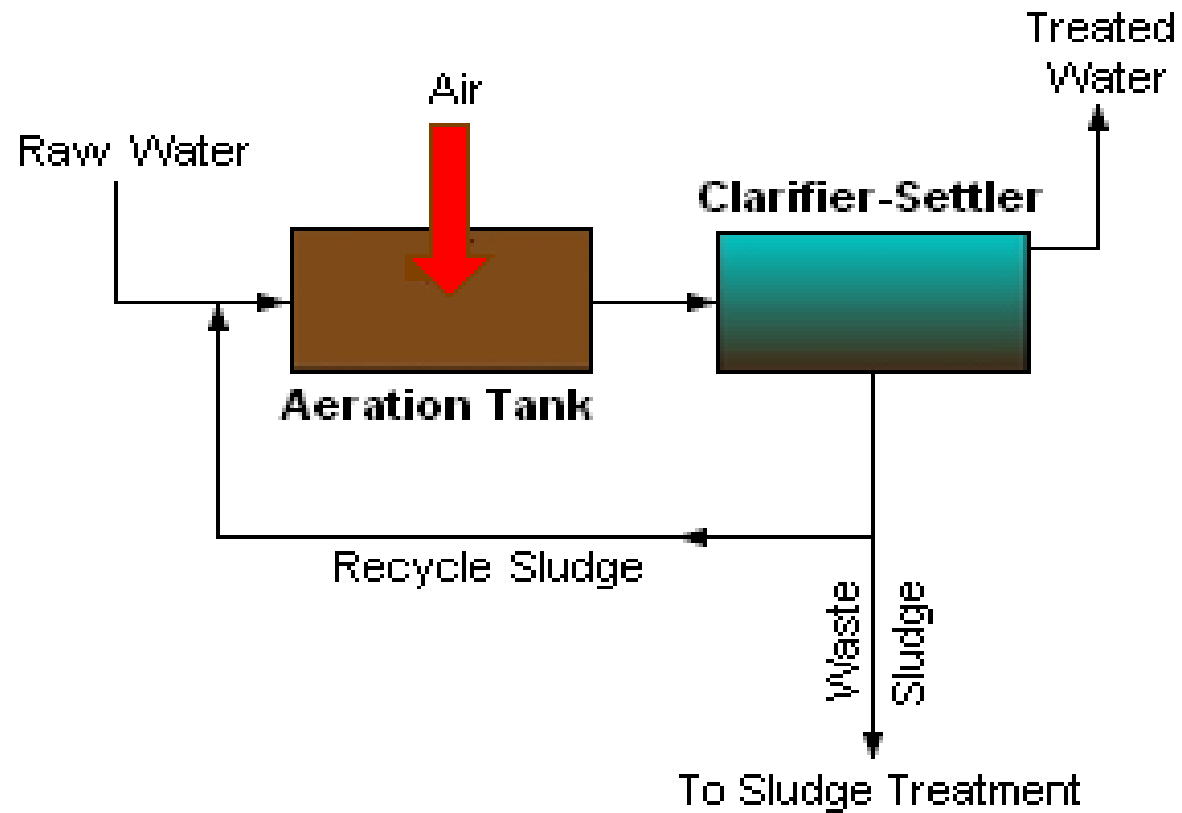 Treated
Water
Air
Raw Water
Clarifier-Settler
Aeration Tank
Recycle Sludge
Waste
Sludge
To Sludge Treatment